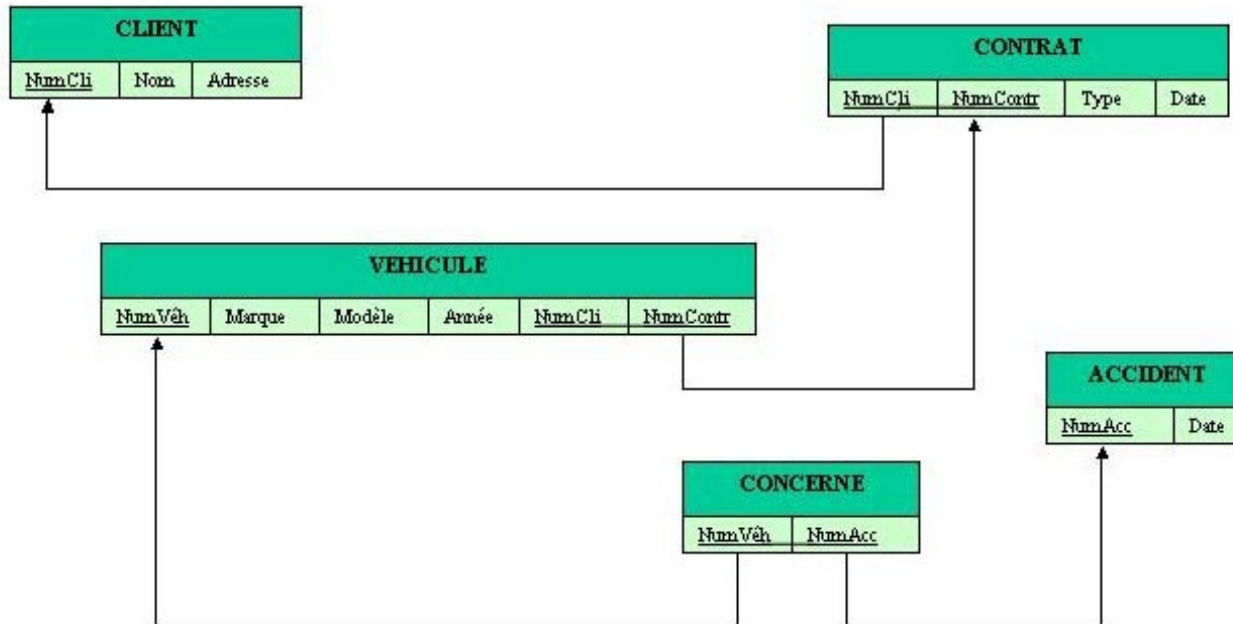 CLIENT
NumCli Nom Adresse
CONTRAT
NumCli NumContr Type Date
VEHICULE
NumVéh Marque Modèle Année NumCli NumContr
ACCIDENT
NumAcc Date
CONCERNE
NumVéh NumAcc